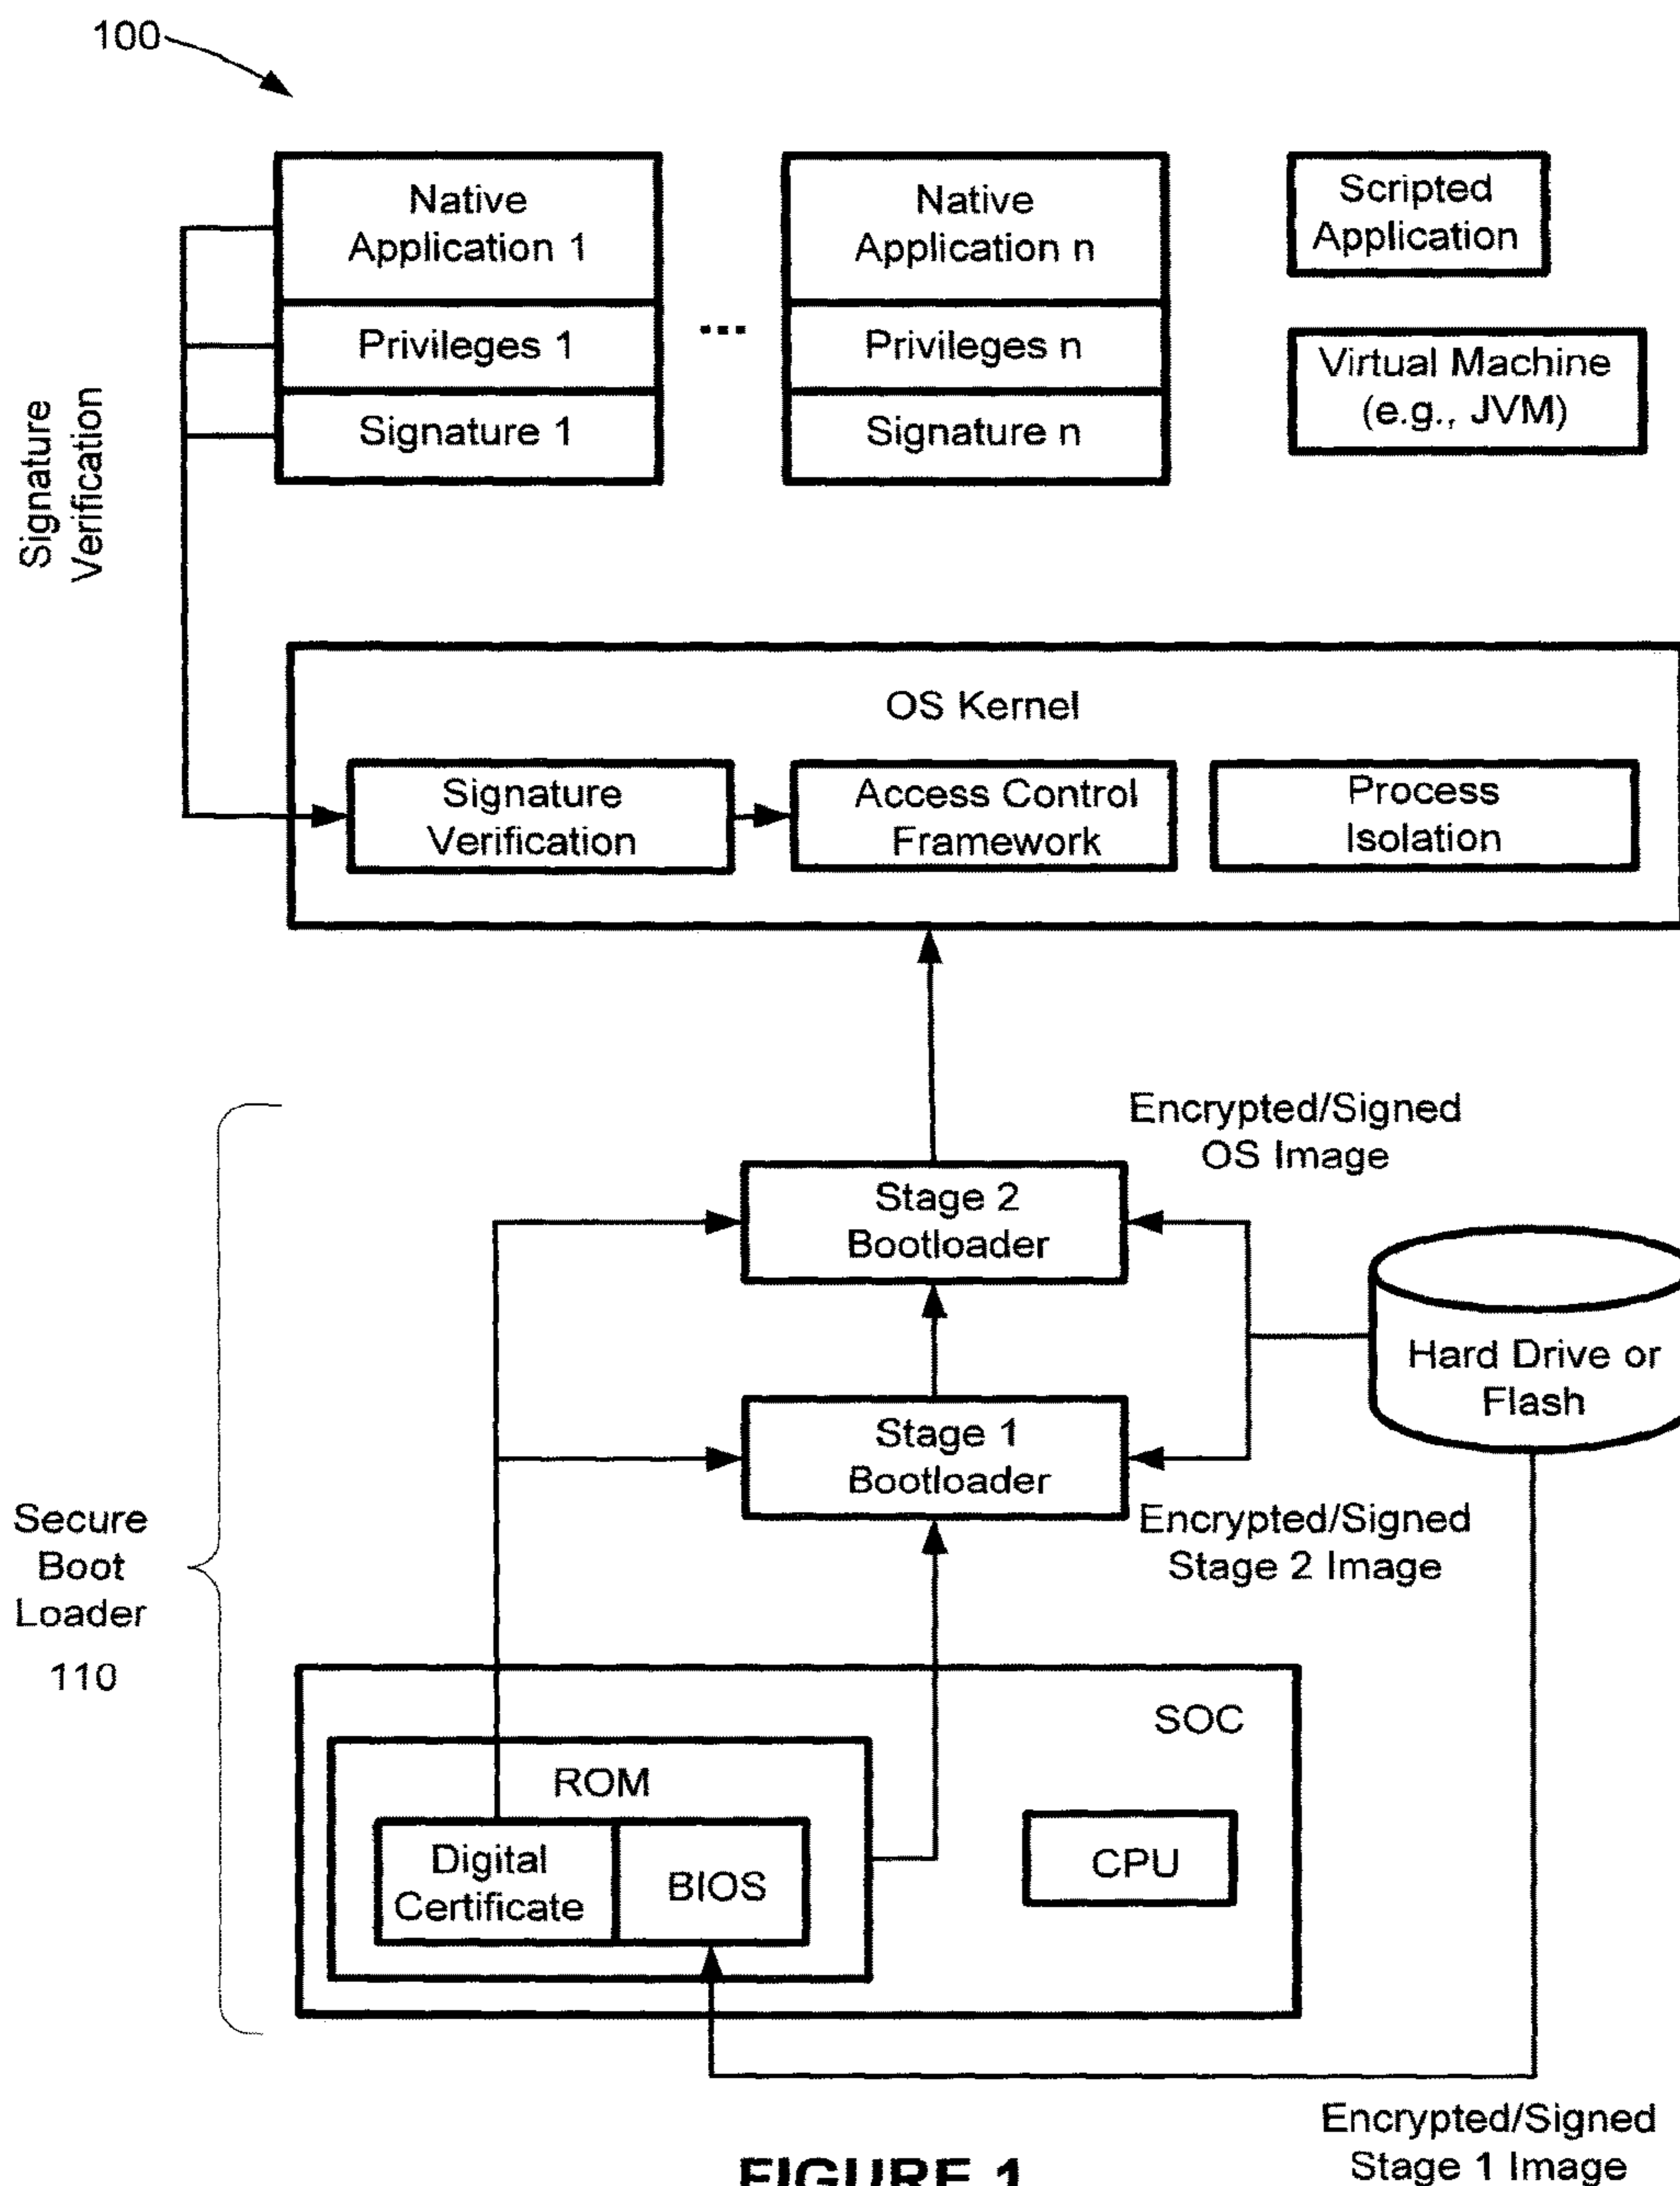 100
Native
Application 1
Privileges 1
Signature 1
...
Native
Application n
Privileges n
Signature n
Scripted
Application
Virtual Machine
(e.g., JVM)
Signature
Verification
OS Kernel
Signature
Verification
Access Control
Framework
Process
Isolation
Encrypted/Signed
OS Image
Stage 2
Bootloader
Hard Drive or
Flash
Stage 1
Bootloader
Encrypted/Signed
Stage 2 Image
Secure
Boot
Loader
110
SOC
ROM
Digital
Certificate
BIOS
CPU
Encrypted/Signed
Stage 1 Image
FIGURE 1